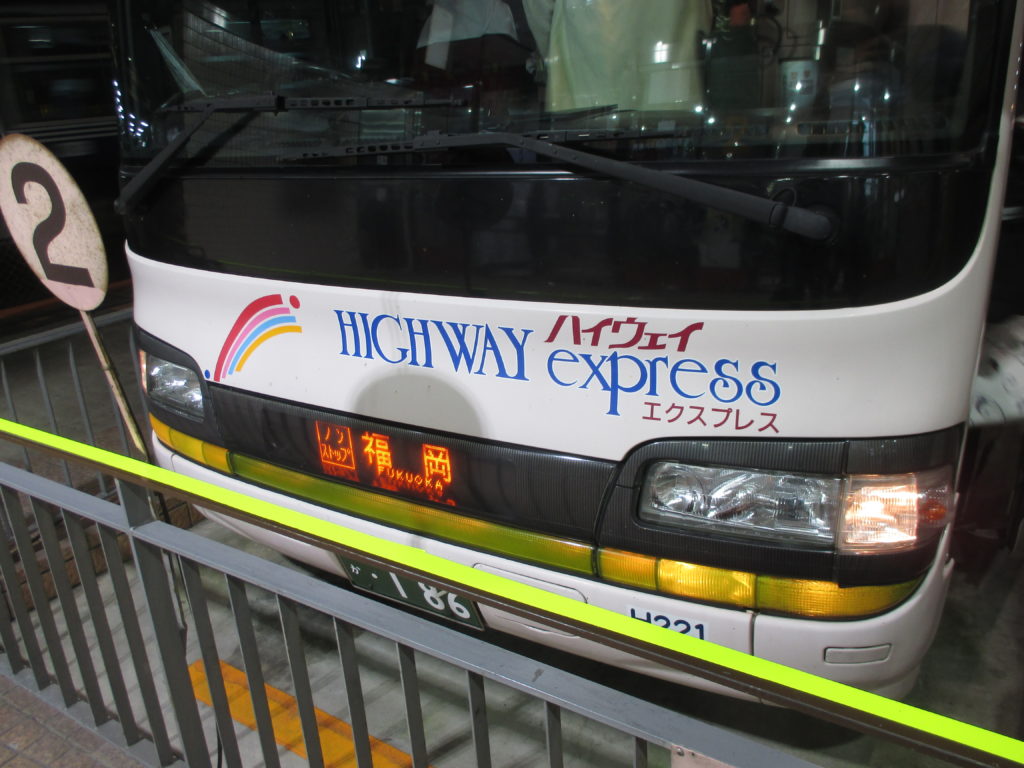 2
ハイウェイ
HIGHWAY express
エクスプレス
ノン
ストップ
福岡
FUKUOKA
か ・186
H221